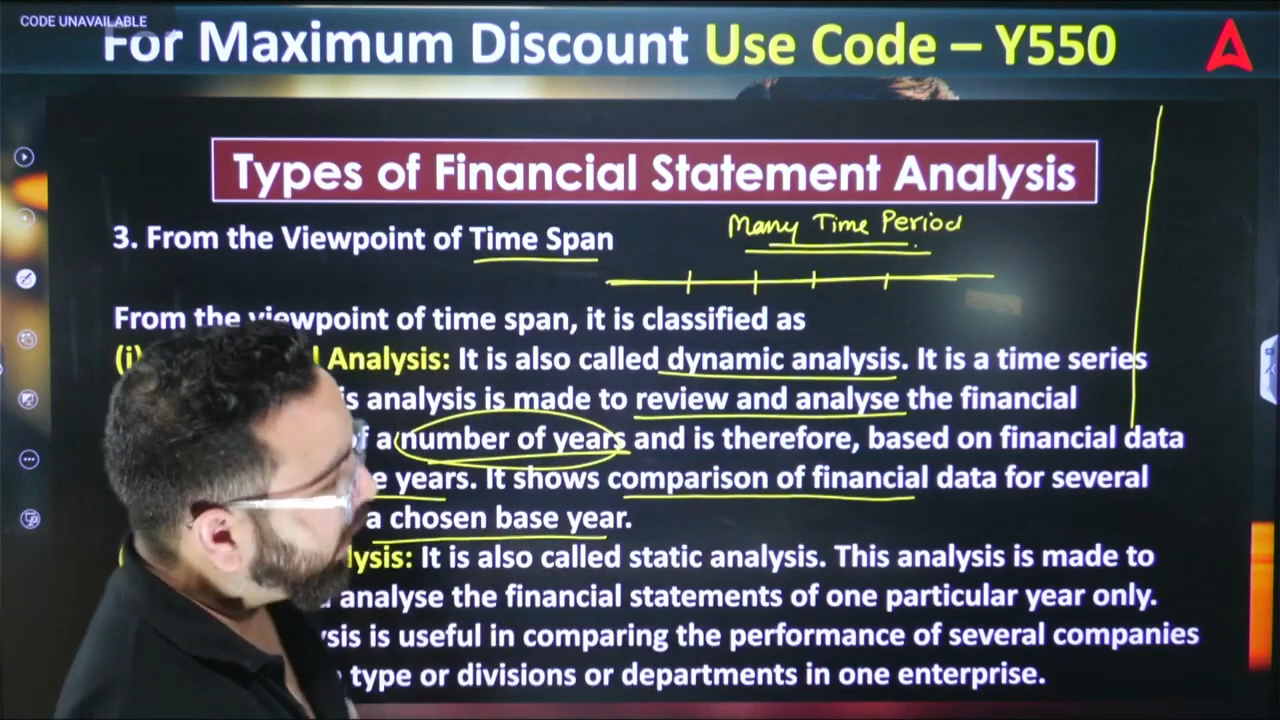 CODE UNAVAILABLE
For Maximum Discount Use Code – Y550
Types of Financial Statement Analysis
3. From the Viewpoint of Time Span
Many Time Period
From the viewpoint of time span, it is classified as
(i) Analysis: It is also called dynamic analysis. It is a time series
analysis is made to review and analyse the financial
a number of years and is therefore, based on financial data
years. It shows comparison of financial data for several
a chosen base year.
It is also called static analysis. This analysis is made to
analyse the financial statements of one particular year only.
is useful in comparing the performance of several companies
type or divisions or departments in one enterprise.